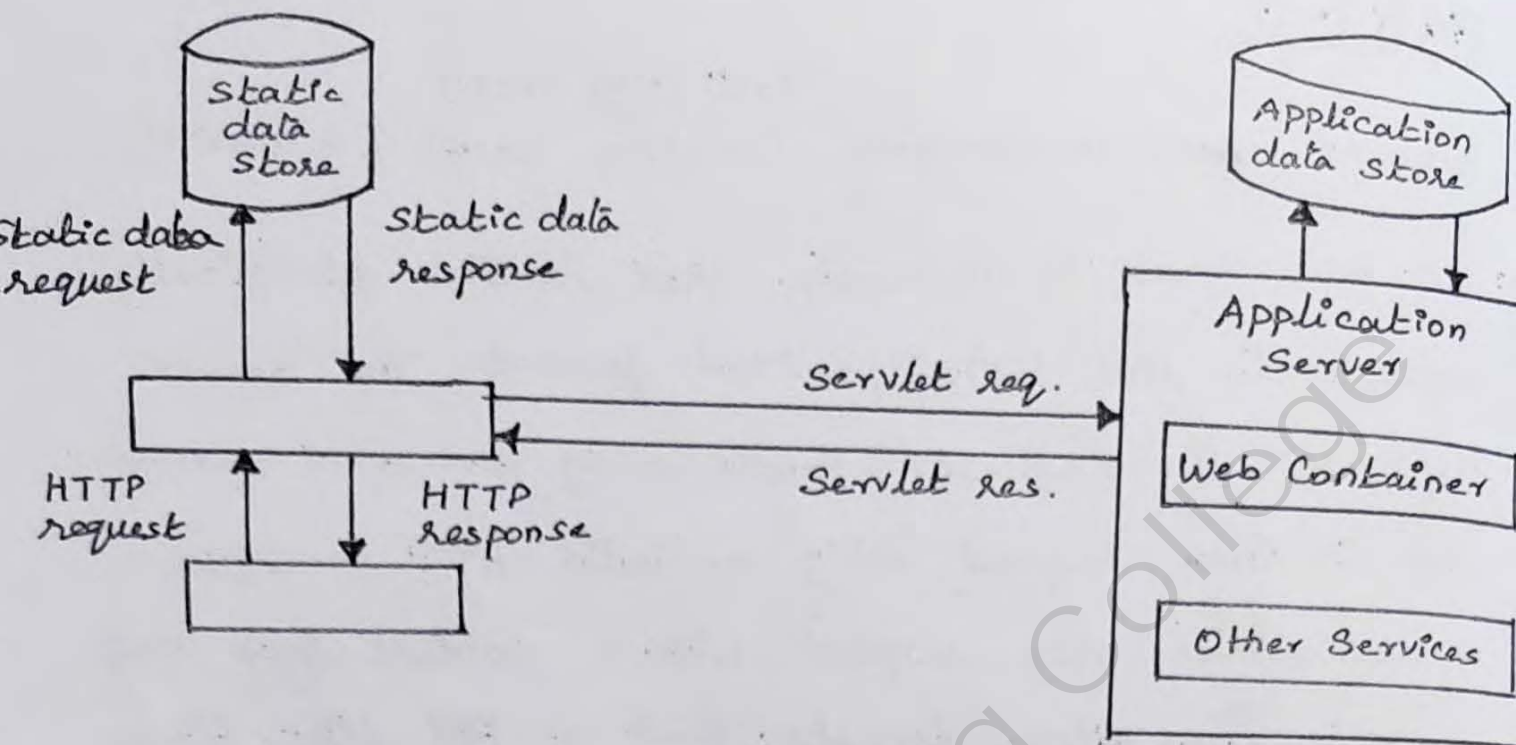 Static
data
Store
Application
data Store
Static data
request
Static data
response
Application
Server
Servlet req.
Servlet res.
Web Container
HTTP
request
HTTP
response
Other Services
College